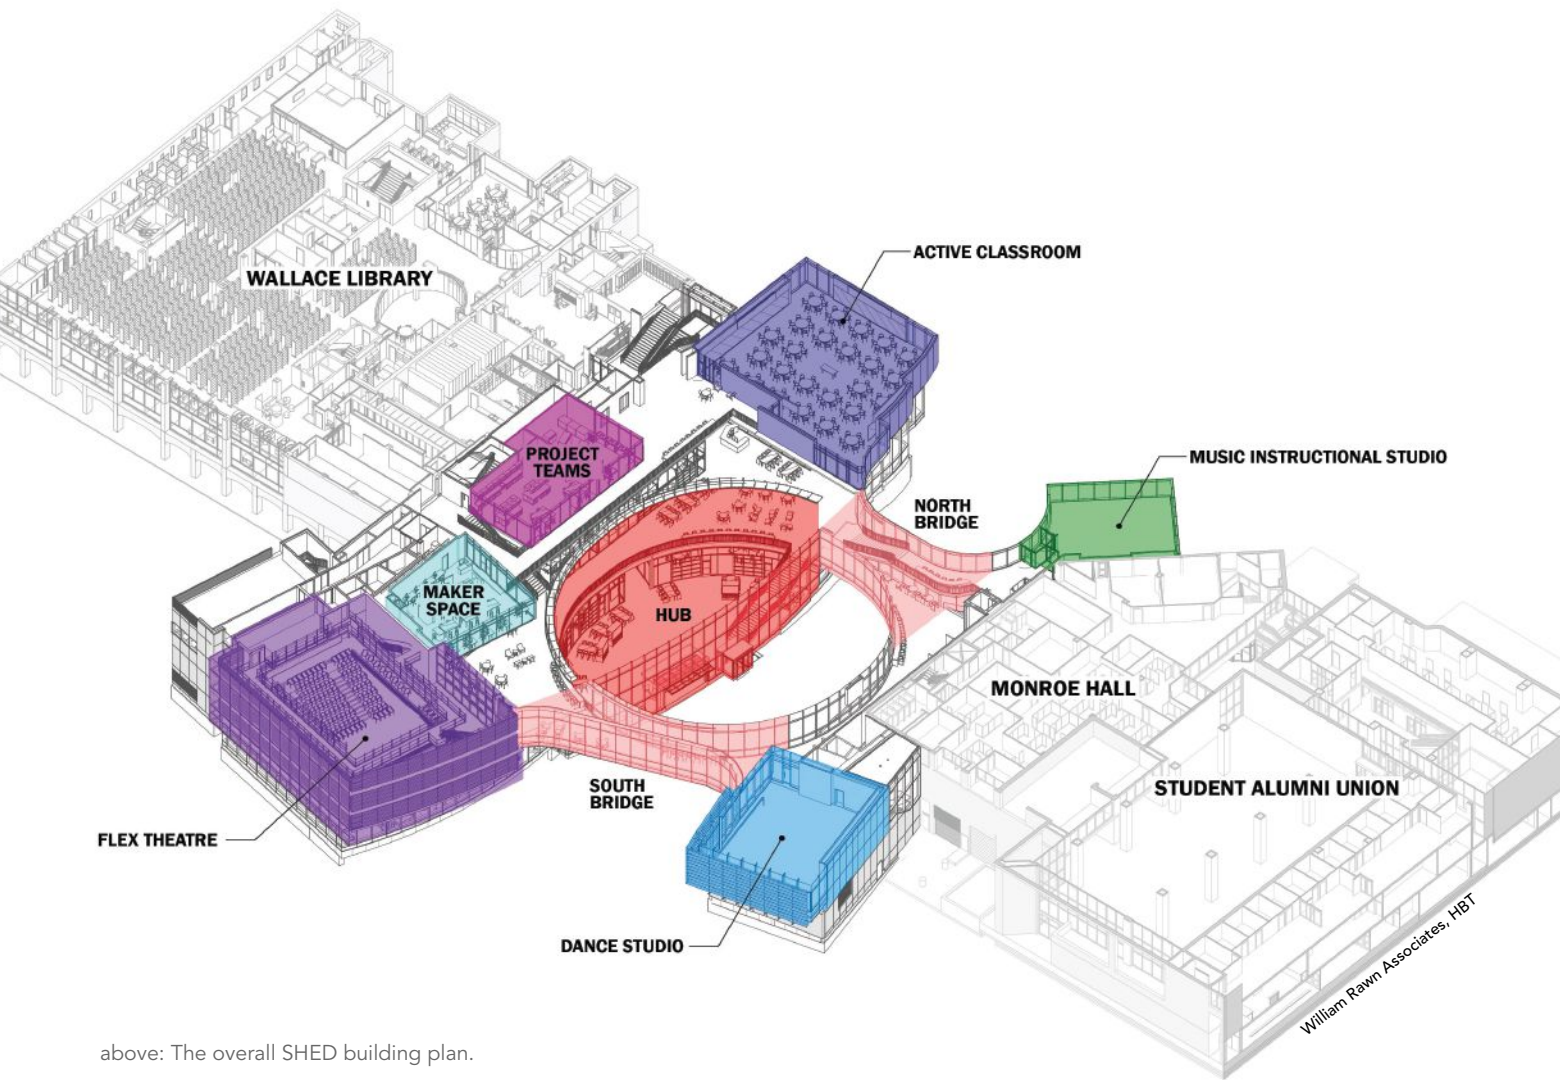 ACTIVE CLASSROOM
WALLACE LIBRARY
MUSIC INSTRUCTIONAL STUDIO
PROJECT
TEAMS
NORTH
BRIDGE
MAKER
SPACE
HUB
MONROE HALL
SOUTH
BRIDGE
STUDENT ALUMNI UNION
FLEX THEATRE
DANCE STUDIO
William Rawn Associates, HBT
above: The overall SHED building plan.